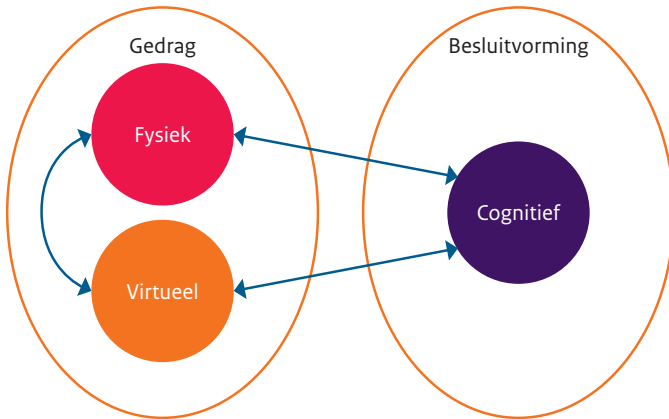 Gedrag
Besluitvorming
Fysiek
Cognitief
Virtueel